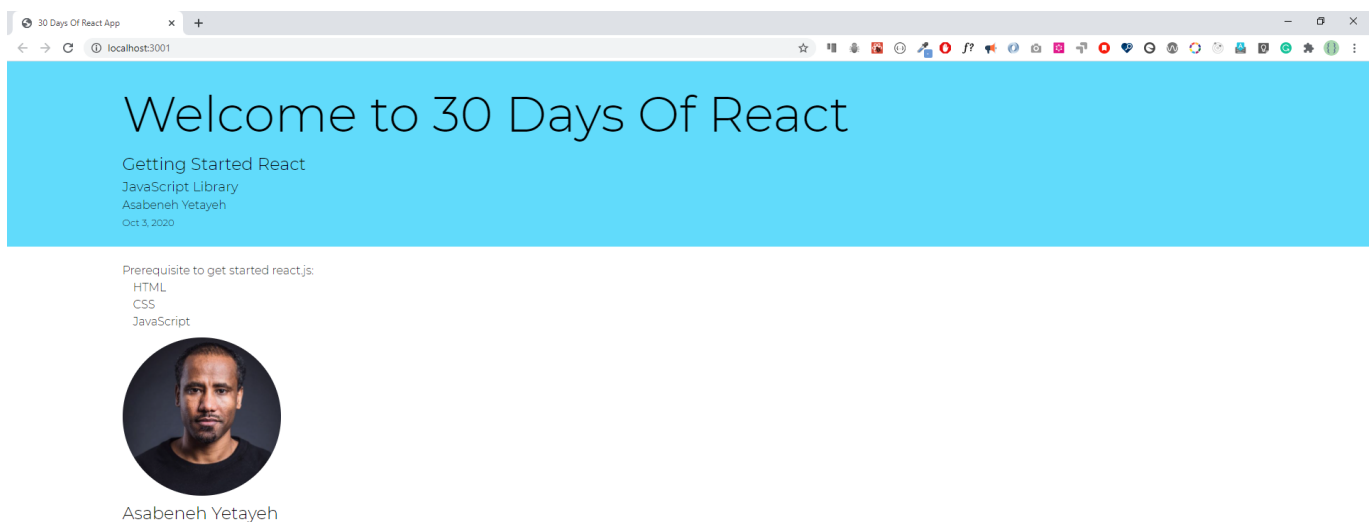 30 Days Of React App
localhost:3001
Welcome to 30 Days Of React
Getting Started React
JavaScript Library
Asabeneh Yetayeh
Oct 3, 2020
Prerequisite to get started react.js:
HTML
CSS
JavaScript
Asabeneh Yetayeh